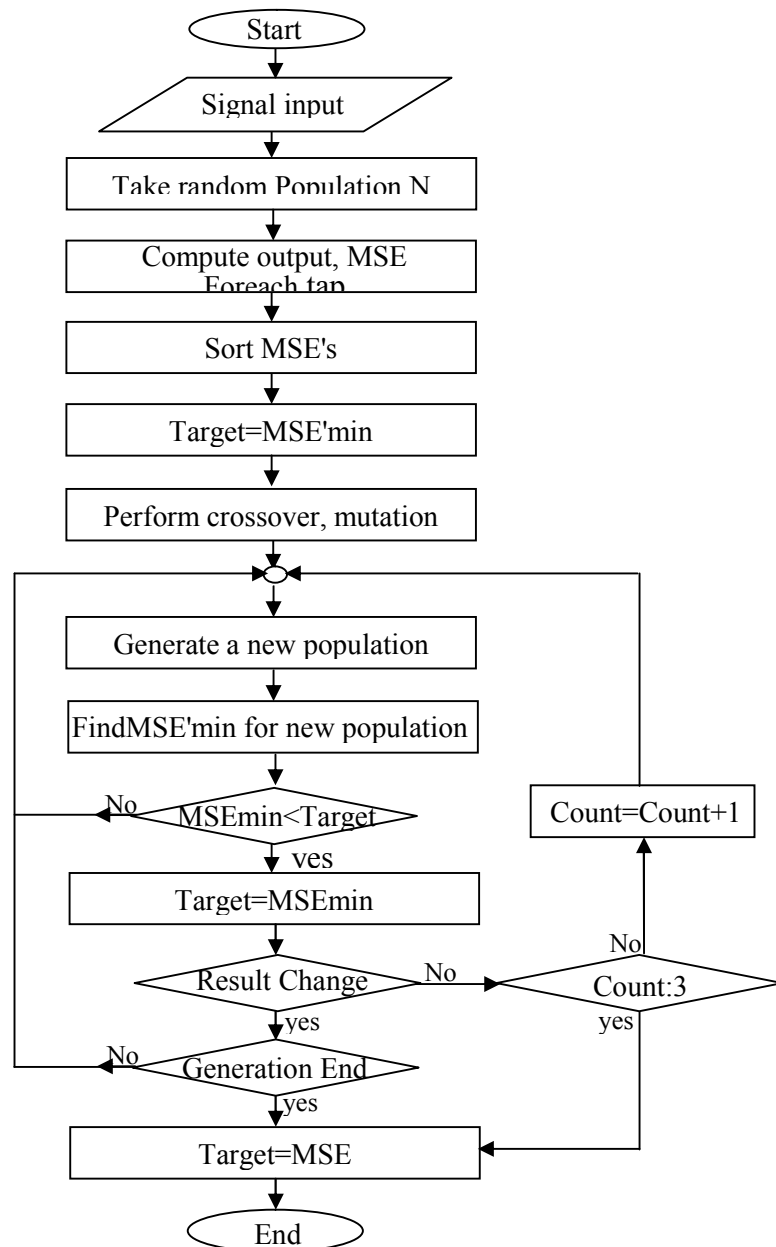 Start
Signal input
Take random Population N
Compute output, MSE
Foreach tap
Sort MSE's
Target=MSE'min
Perform crossover, mutation
Generate a new population
FindMSE'min for new population
No
MSEmin<Target
Count=Count+1
yes
Target=MSEmin
No
Result Change
No
Count:3
yes
yes
No
Generation End
yes
Target=MSE
End